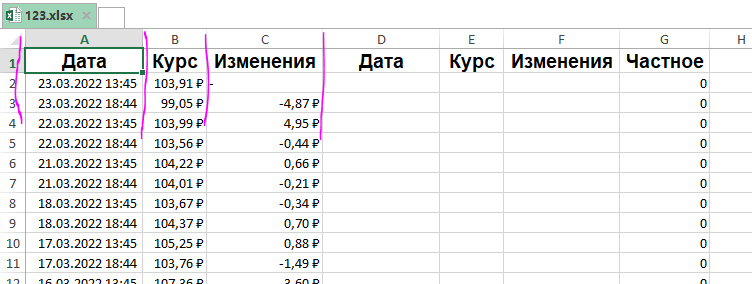 123.xlsx
A B C D E F G H
1 Дата Курс Изменения Дата Курс Изменения Частное
2 23.03.2022 13:45 103,91 ₽ - 0
3 23.03.2022 18:44 99,05 ₽ -4,87 ₽ 0
4 22.03.2022 13:45 103,99 ₽ 4,95 ₽ 0
5 22.03.2022 18:44 103,56 ₽ -0,44 ₽ 0
6 21.03.2022 13:45 104,22 ₽ 0,66 ₽ 0
7 21.03.2022 18:44 104,01 ₽ -0,21 ₽ 0
8 18.03.2022 13:45 103,67 ₽ -0,34 ₽ 0
9 18.03.2022 18:44 104,37 ₽ 0,70 ₽ 0
10 17.03.2022 13:45 105,25 ₽ 0,88 ₽ 0
11 17.03.2022 18:44 103,76 ₽ -1,49 ₽ 0
12 16.03.2022 13:45 107,36 ₽ 3,60 ₽ 0